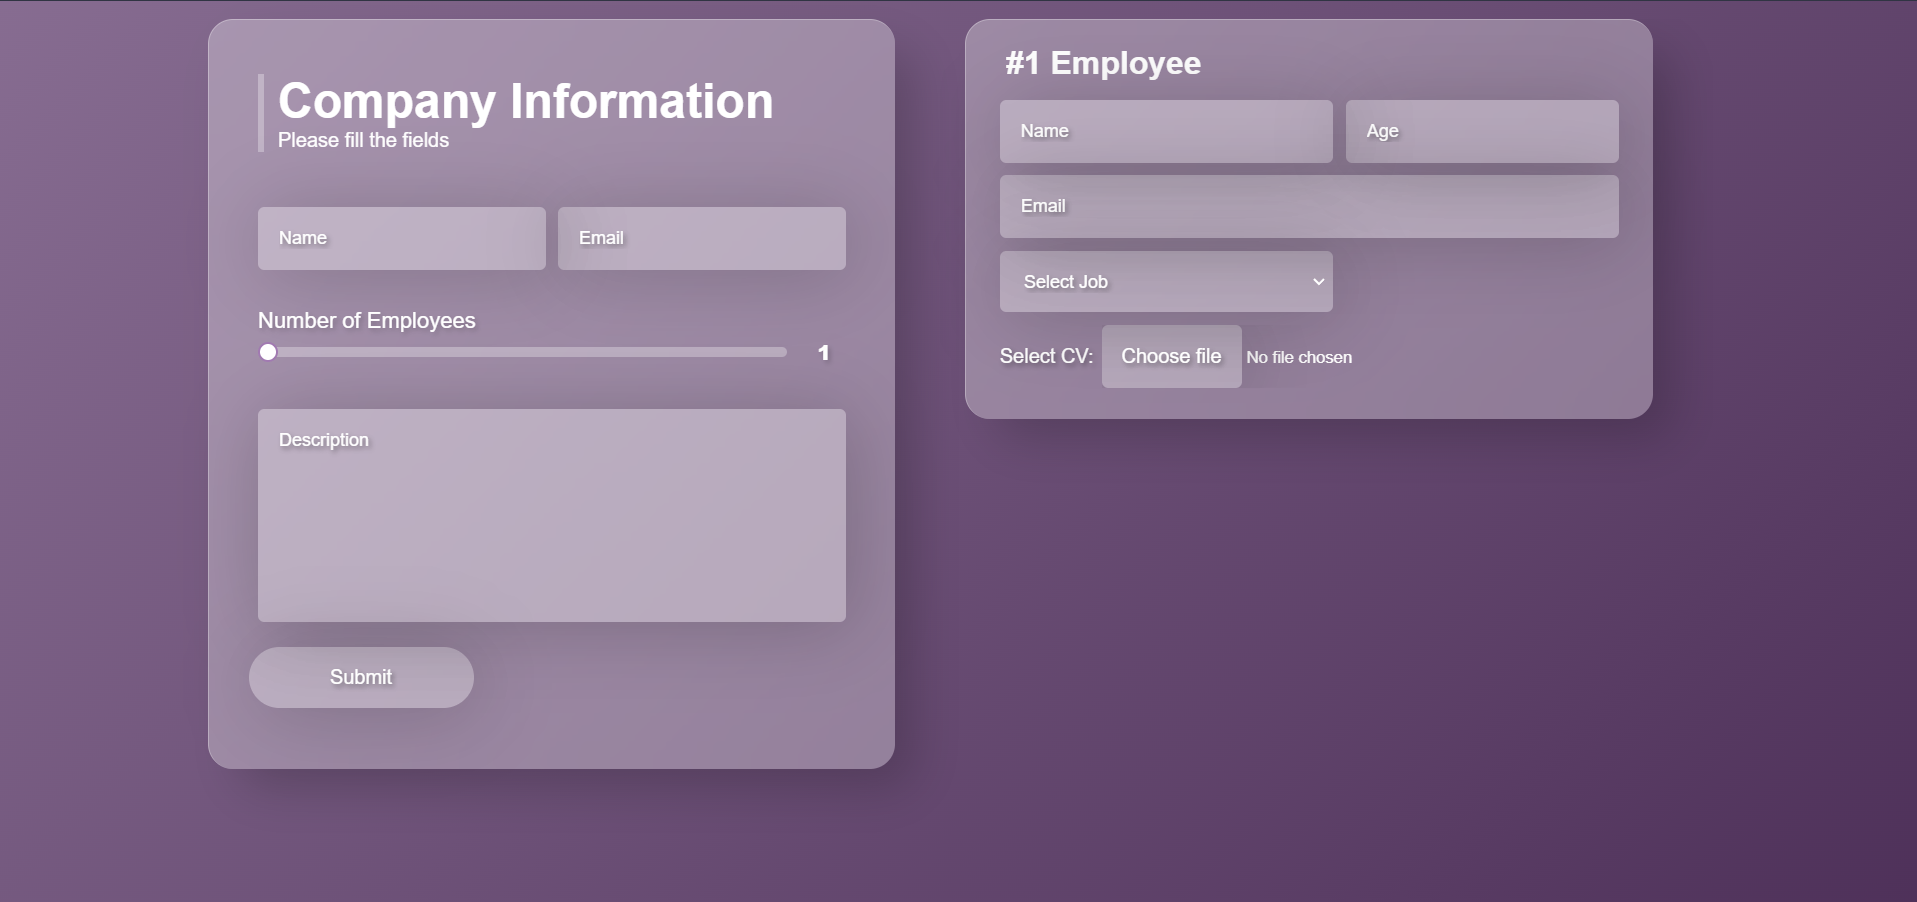 Company Information
Please fill the fields
Name
Email
Number of Employees
1
Description
Submit
#1 Employee
Name
Age
Email
Select Job
Select CV: Choose file No file chosen